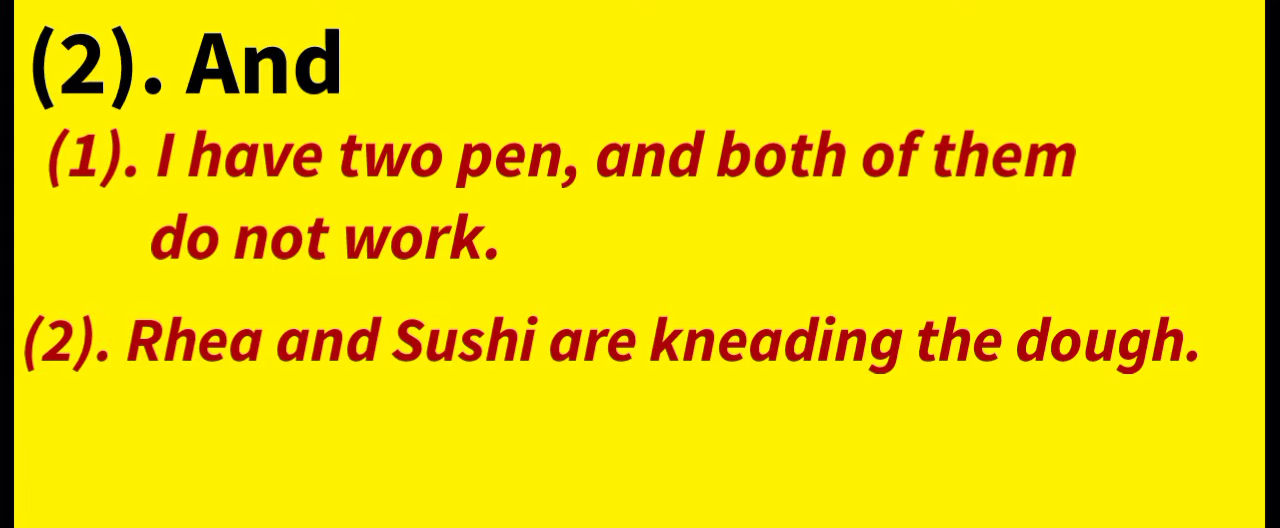 (2). And
(1). I have two pen, and both of them
do not work.
(2). Rhea and Sushi are kneading the dough.